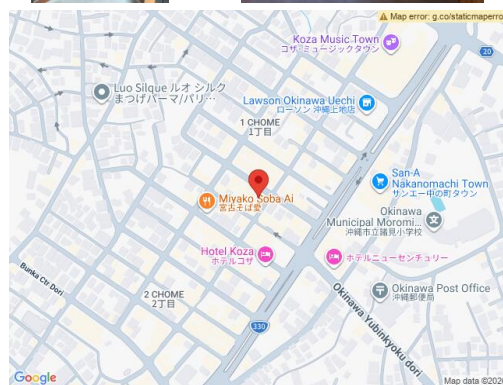 Map error: g.co/staticmaperro
Koza Music Town
コザ･ミュージックタウン
20
Luo Silque ルオ シルク
まつげパーマ/パリ…
Lawson Okinawa Uechi
ローソン 沖縄上地店
1 CHOME
1丁目
San-A
Nakanomachi Town
サンエー中の町タウン
Miyako Soba Ai
宮古そば愛
Okinawa
Municipal Moromi...
沖縄市立諸見小学校
Hotel Koza
ホテルコザ
ホテルニューセンチュリー
Bunka Ctr Dori
Okinawa Post Office
沖縄郵便局
2 CHOME
2丁目
Okinawa Yubinkyoku dori
330
Google
Map data ©202